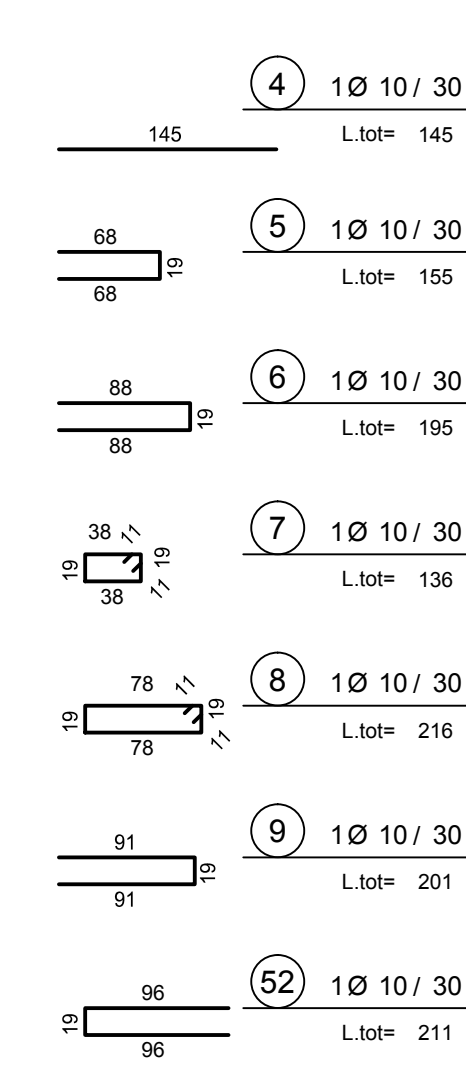 4 1Ø 10 / 30
145 L.tot= 145
5 1Ø 10 / 30
68
19
L.tot= 155
68
6 1Ø 10 / 30
88
19
L.tot= 195
88
7 1Ø 10 / 30
38 11
19 19
L.tot= 136
38 11
8 1Ø 10 / 30
78 11
19 19
L.tot= 216
78 11
9 1Ø 10 / 30
91
19
L.tot= 201
91
52 1Ø 10 / 30
96
19
L.tot= 211
96